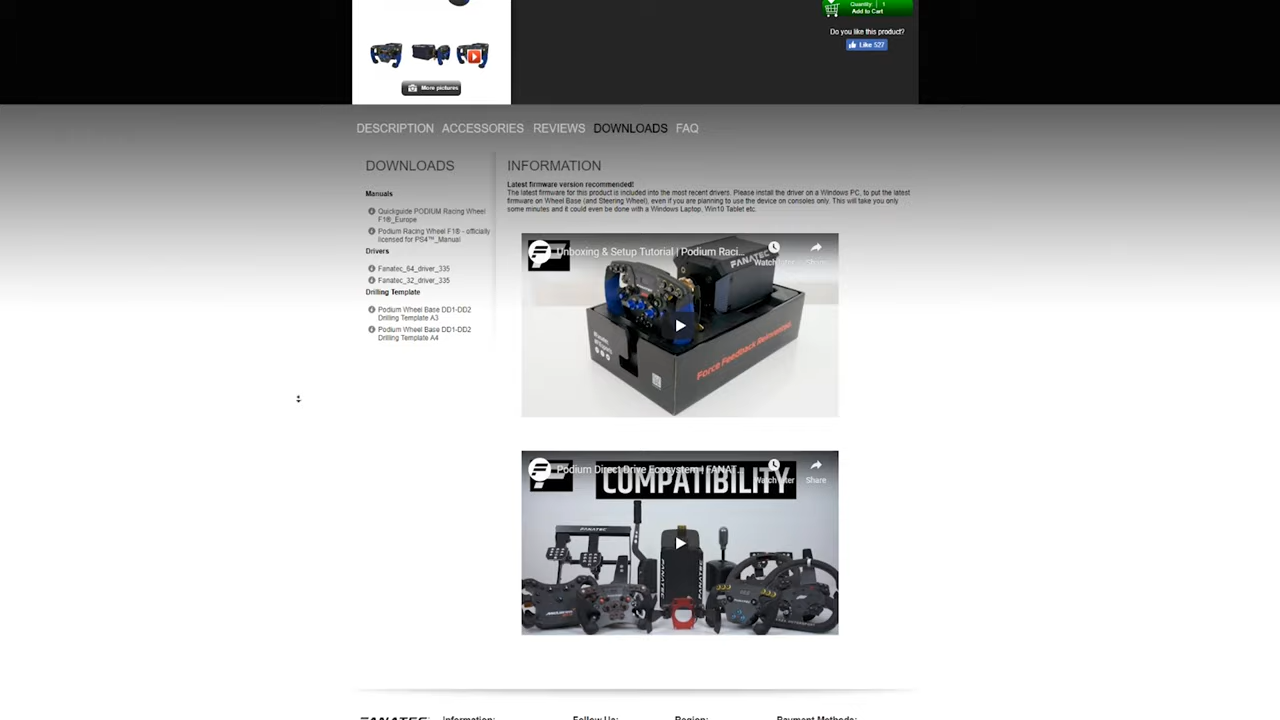 Quantity: 1
Add to Cart
Do you like this product?
Like 527
More pictures
DESCRIPTION ACCESSORIES REVIEWS DOWNLOADS FAQ
DOWNLOADS
Manuals
Quickguide PODIUM Racing Wheel
F1®_Europe
Podium Racing Wheel F1® - officially
licensed for PS4™_Manual
Drivers
Fanatec_64_driver_335
Fanatec_32_driver_335
Drilling Template
Podium Wheel Base DD1-DD2
Drilling Template A3
Podium Wheel Base DD1-DD2
Drilling Template A4
INFORMATION
Latest firmware version recommended!
The latest firmware for this product is included into the most recent drivers. Please install the driver on a Windows PC, to put the latest
firmware on Wheel Base (and Steering Wheel), even if you are planning to use the device on consoles only. This will take you only
some minutes and it could even be done with a Windows Laptop, Win10 Tablet etc.
Unboxing & Setup Tutorial | Podium Raci...
Watch later
Share
FANATEC
Force Feedback Reinvented
Podium Direct Drive Ecosystem | FANAT...
Watch later
Share
COMPATIBILITY
FANATEC
FANATEC
FANATEC
Information:
Follow Us:
Region:
Payment Methods: